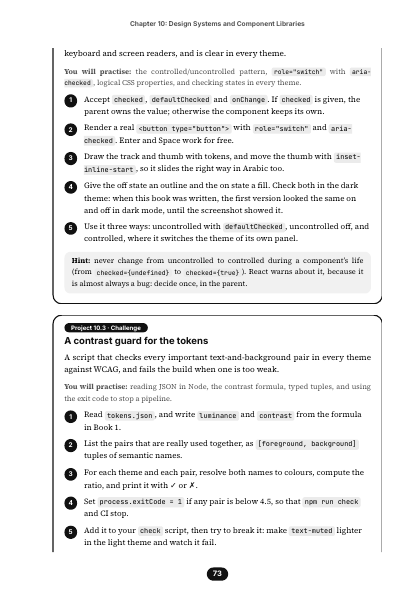 Chapter 10: Design Systems and Component Libraries
keyboard and screen readers, and is clear in every theme.
You will practise: the controlled/uncontrolled pattern, role="switch" with aria-
checked, logical CSS properties, and checking states in every theme.
1 Accept checked, defaultChecked and onChange. If checked is given, the
parent owns the value; otherwise the component keeps its own.
2 Render a real <button type="button"> with role="switch" and aria-
checked. Enter and Space work for free.
3 Draw the track and thumb with tokens, and move the thumb with inset-
inline-start, so it slides the right way in Arabic too.
4 Give the off state an outline and the on state a fill. Check both in the dark
theme: when this book was written, the first version looked the same on
and off in dark mode, until the screenshot showed it.
5 Use it three ways: uncontrolled with defaultChecked, uncontrolled off, and
controlled, where it switches the theme of its own panel.
Hint: never change from uncontrolled to controlled during a component's life
(from checked={undefined} to checked={true}). React warns about it, because it
is almost always a bug: decide once, in the parent.
Project 10.3 · Challenge
A contrast guard for the tokens
A script that checks every important text-and-background pair in every theme
against WCAG, and fails the build when one is too weak.
You will practise: reading JSON in Node, the contrast formula, typed tuples, and using
the exit code to stop a pipeline.
1 Read tokens.json, and write luminance and contrast from the formula
in Book 1.
2 List the pairs that are really used together, as [foreground, background]
tuples of semantic names.
3 For each theme and each pair, resolve both names to colours, compute the
ratio, and print it with ✓ or ✗.
4 Set process.exitCode = 1 if any pair is below 4.5, so that npm run check
and CI stop.
5 Add it to your check script, then try to break it: make text-muted lighter
in the light theme and watch it fail.
73